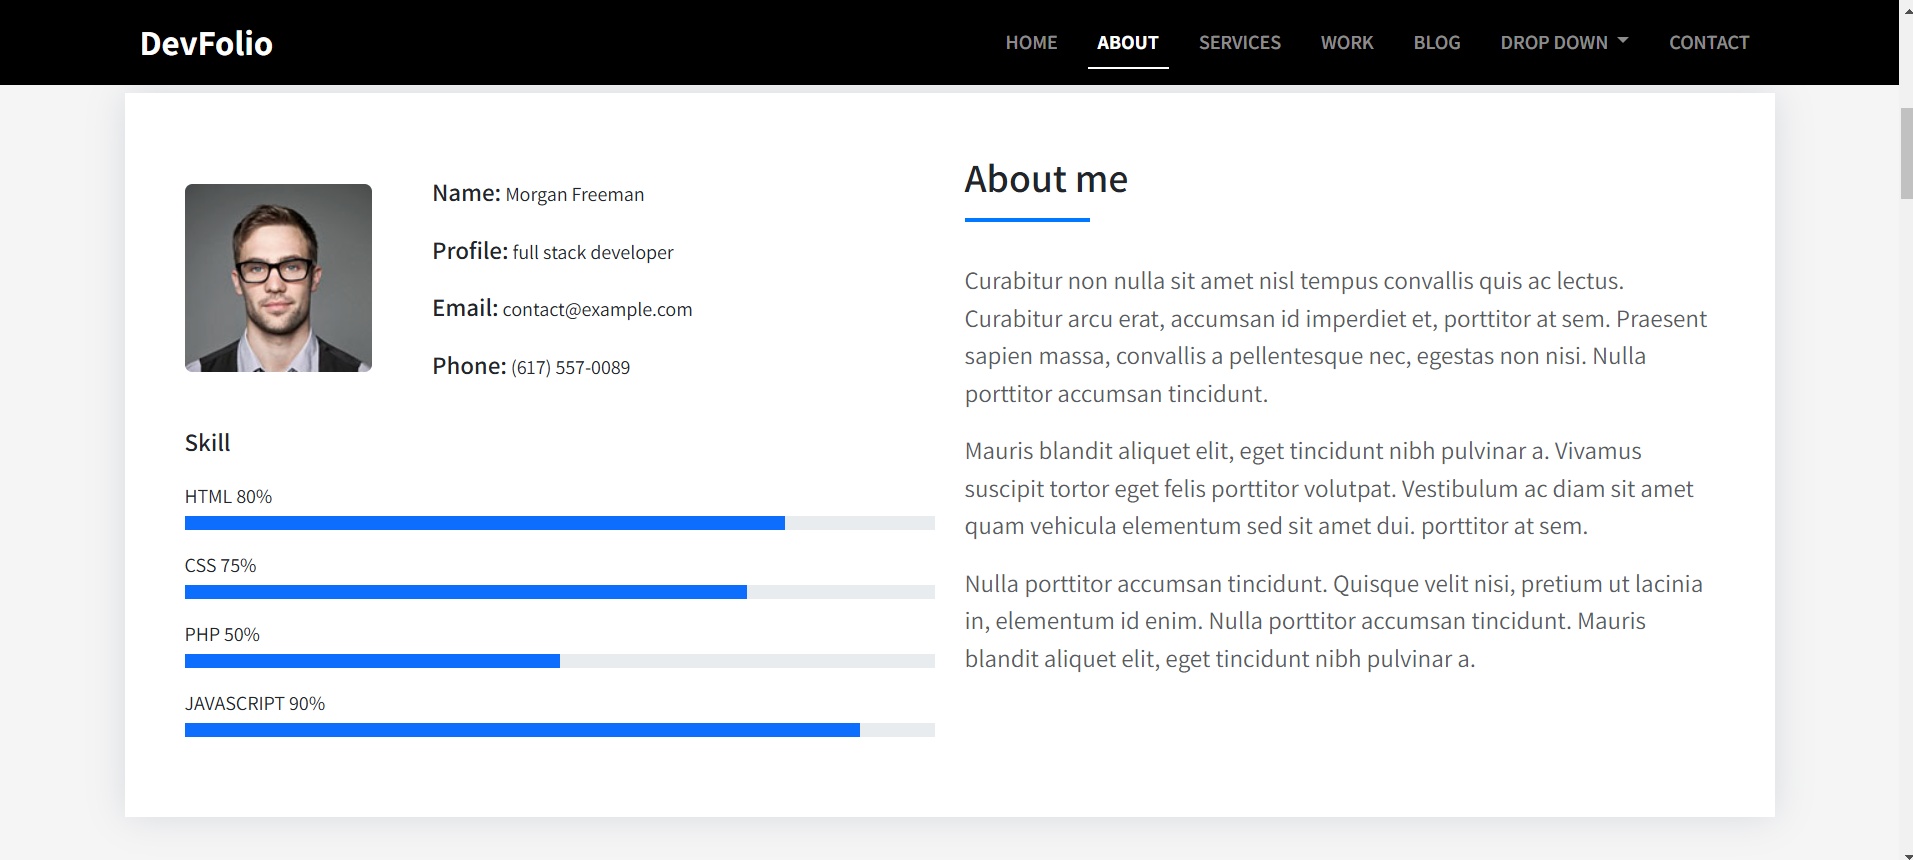 DevFolio
HOME ABOUT SERVICES WORK BLOG DROP DOWN CONTACT
Name: Morgan Freeman
Profile: full stack developer
Email: contact@example.com
Phone: (617) 557-0089
Skill
HTML 80%
CSS 75%
PHP 50%
JAVASCRIPT 90%
About me
Curabitur non nulla sit amet nisl tempus convallis quis ac lectus.
Curabitur arcu erat, accumsan id imperdiet et, porttitor at sem. Praesent
sapien massa, convallis a pellentesque nec, egestas non nisi. Nulla
porttitor accumsan tincidunt.
Mauris blandit aliquet elit, eget tincidunt nibh pulvinar a. Vivamus
suscipit tortor eget felis porttitor volutpat. Vestibulum ac diam sit amet
quam vehicula elementum sed sit amet dui. porttitor at sem.
Nulla porttitor accumsan tincidunt. Quisque velit nisi, pretium ut lacinia
in, elementum id enim. Nulla porttitor accumsan tincidunt. Mauris
blandit aliquet elit, eget tincidunt nibh pulvinar a.